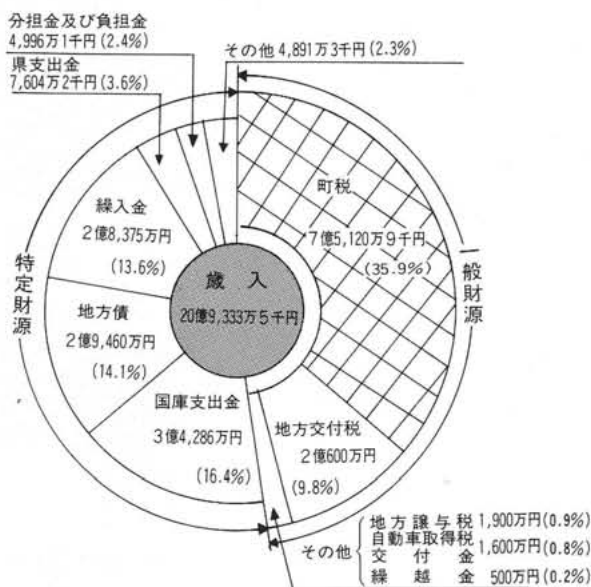 分担金及び負担金
4,996万1千円(2.4%)
県支出金
7,604万2千円(3.6%)
その他 4,891万3千円(2.3%)
町税
7億5,120万9千円
(35.9%)
一般財源
繰入金
2億8,375万円
(13.6%)
特定財源
歳入
20億9,333万5千円
地方債
2億9,460万円
(14.1%)
国庫支出金
3億4,286万円
(16.4%)
地方交付税
2億600万円
(9.8%)
その他
地方譲与税 1,900万円(0.9%)
自動車取得税
交付金 1,600万円(0.8%)
繰越金 500万円(0.2%)